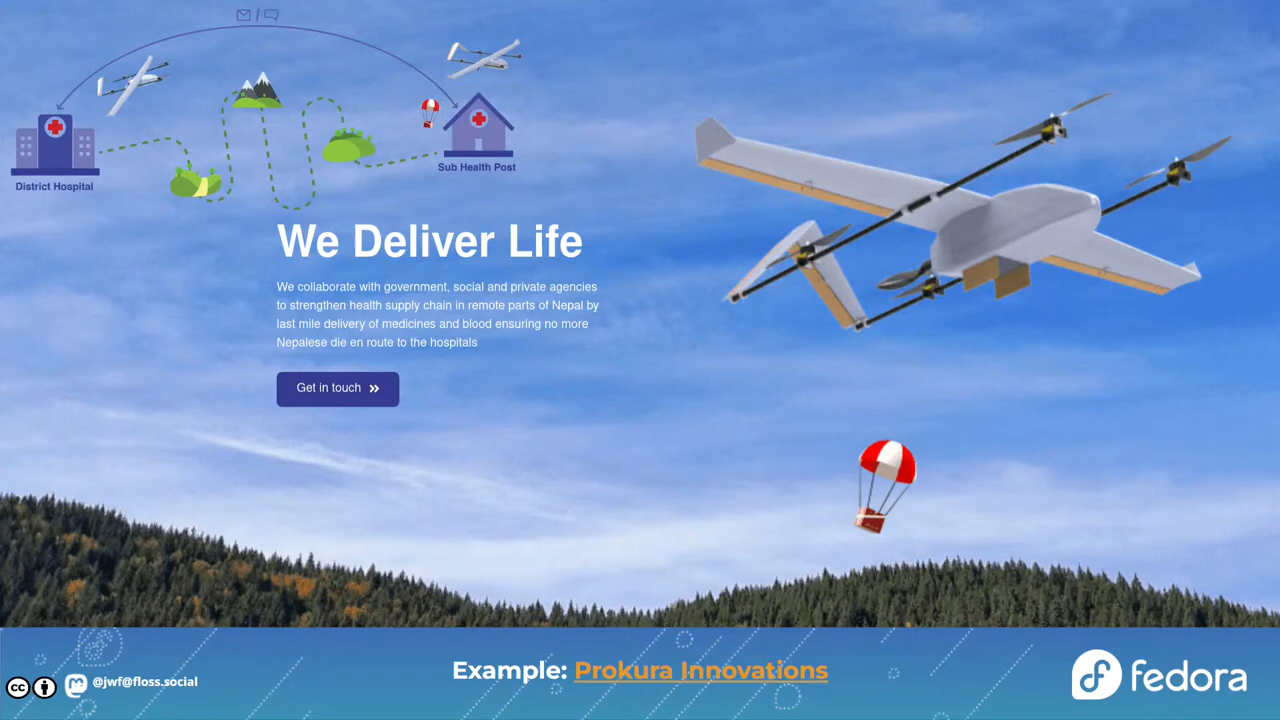 District Hospital
Sub Health Post
We Deliver Life
We collaborate with government, social and private agencies
to strengthen health supply chain in remote parts of Nepal by
last mile delivery of medicines and blood ensuring no more
Nepalese die en route to the hospitals
Get in touch
Example: Prokura Innovations
cc
@jwf@floss.social
fedora